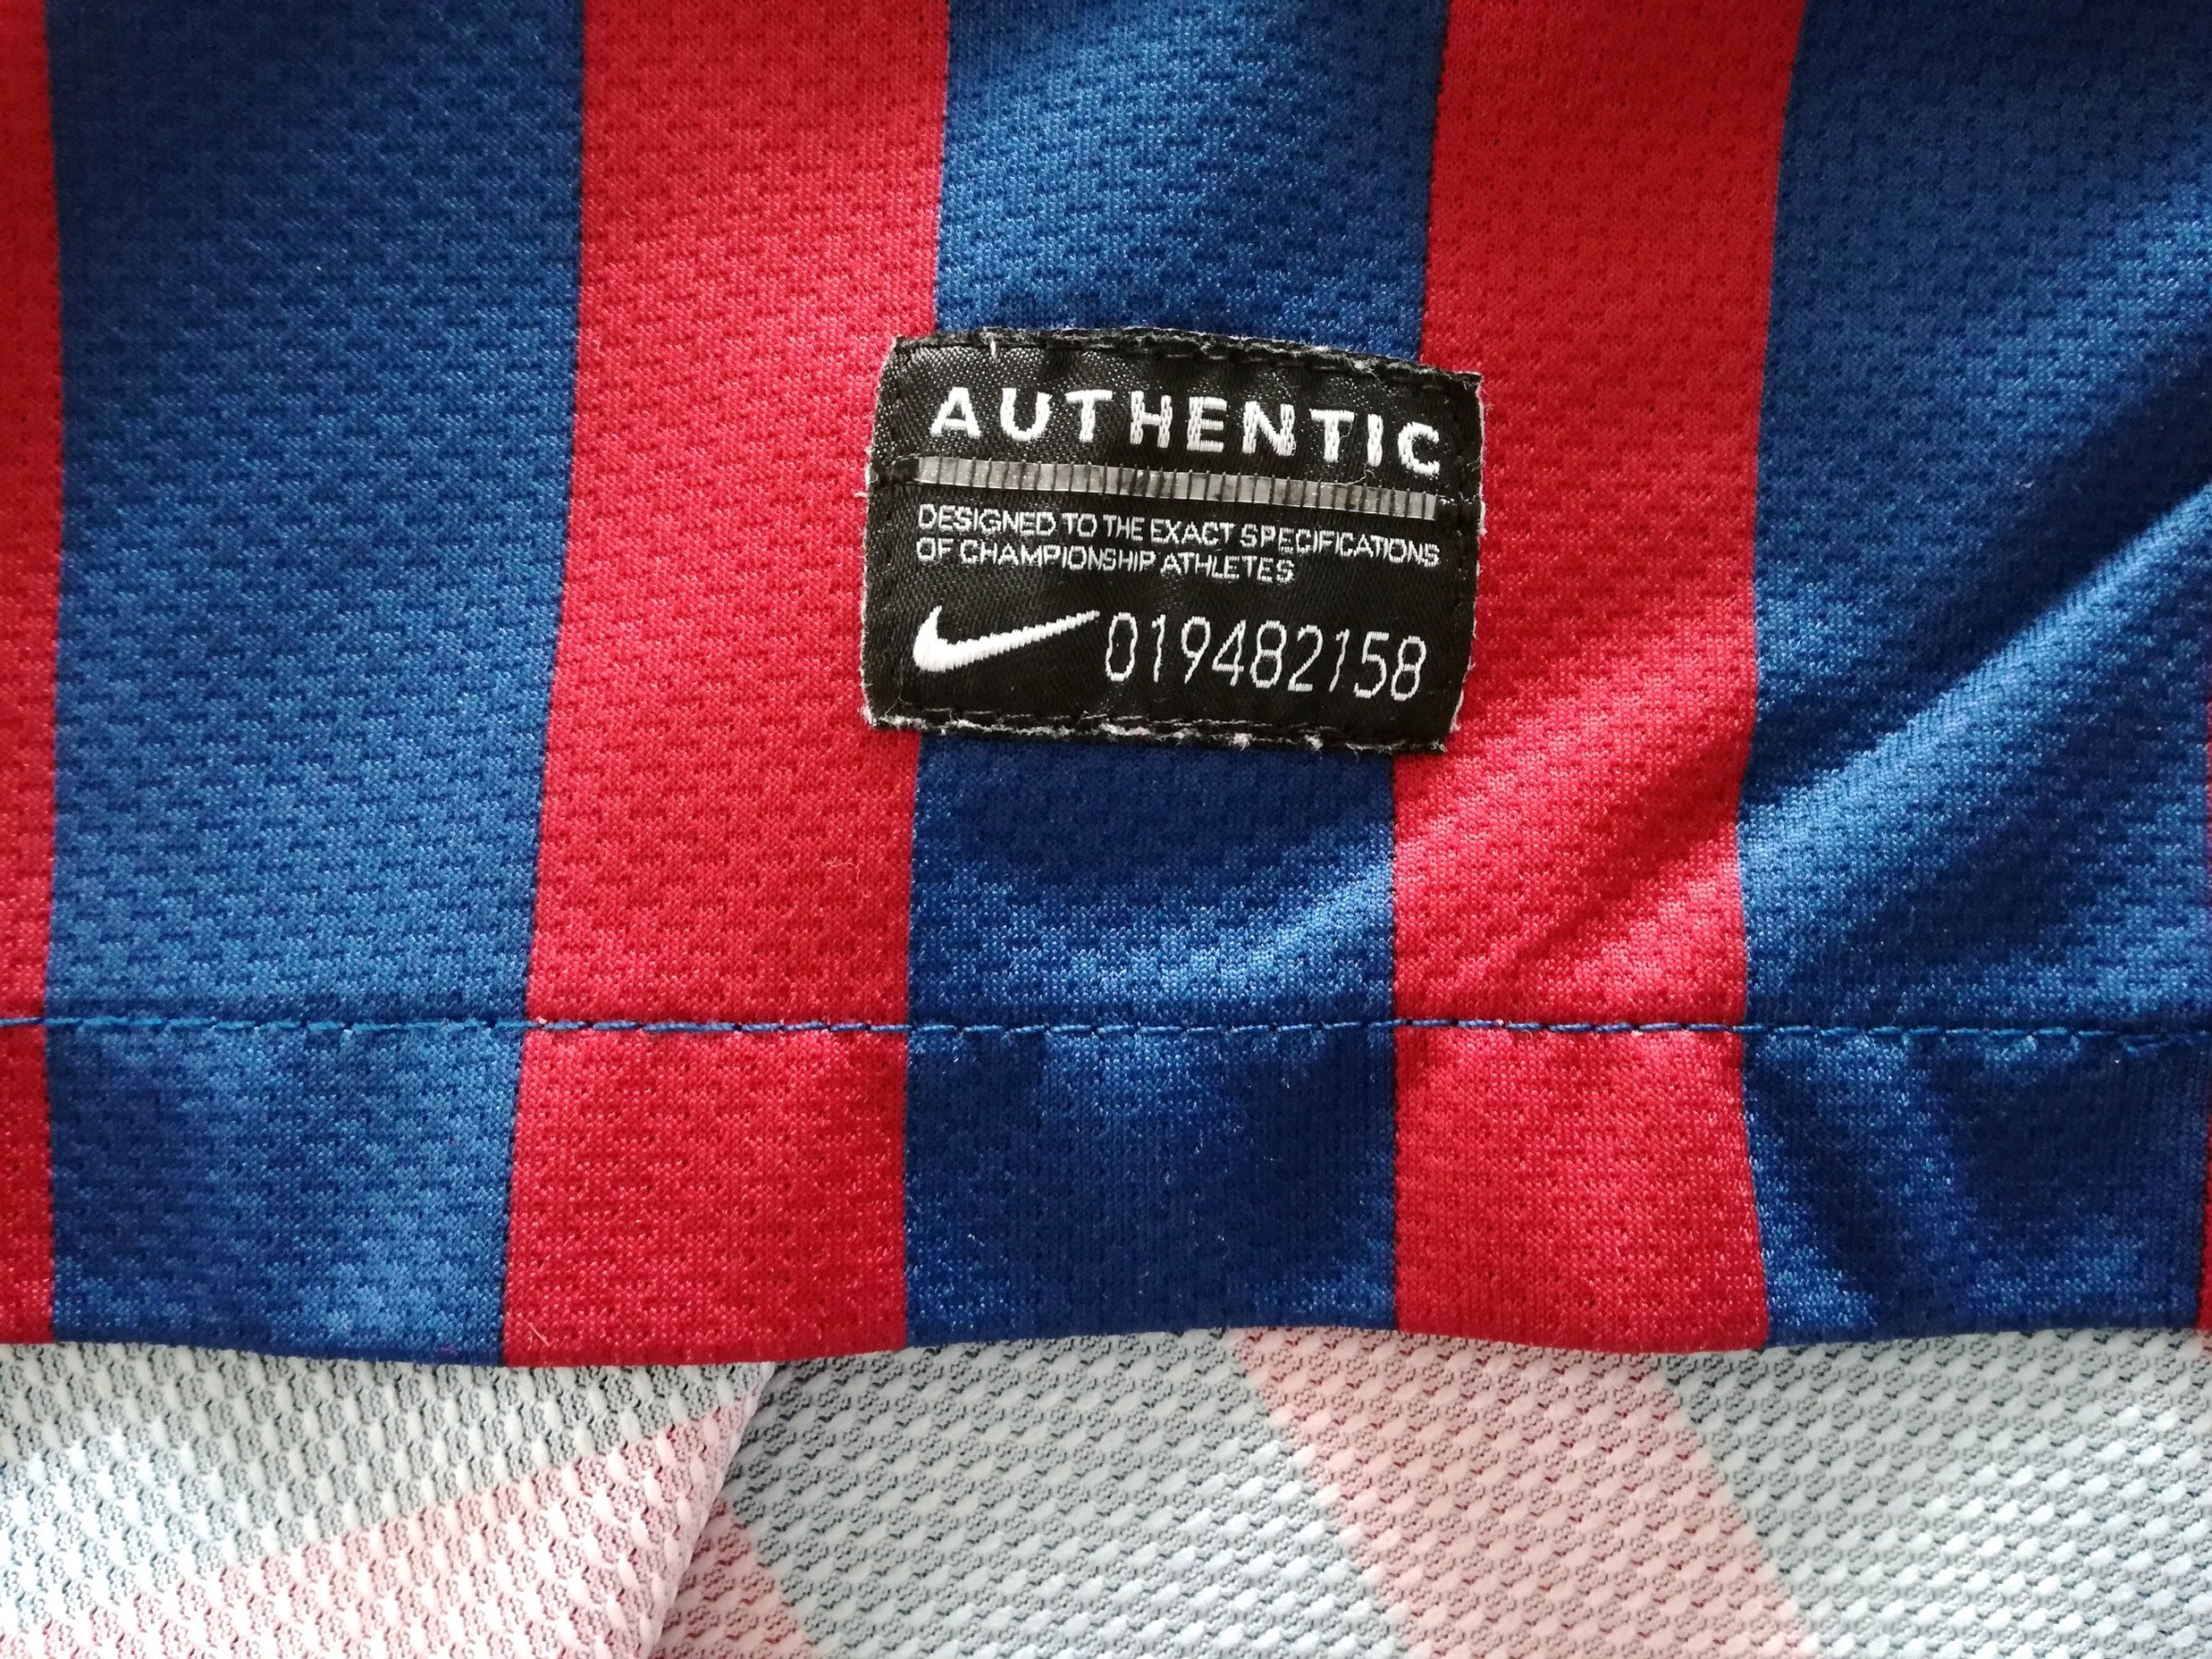 AUTHENTIC
DESIGNED TO THE EXACT SPECIFICATIONS
OF CHAMPIONSHIP ATHLETES
019482158